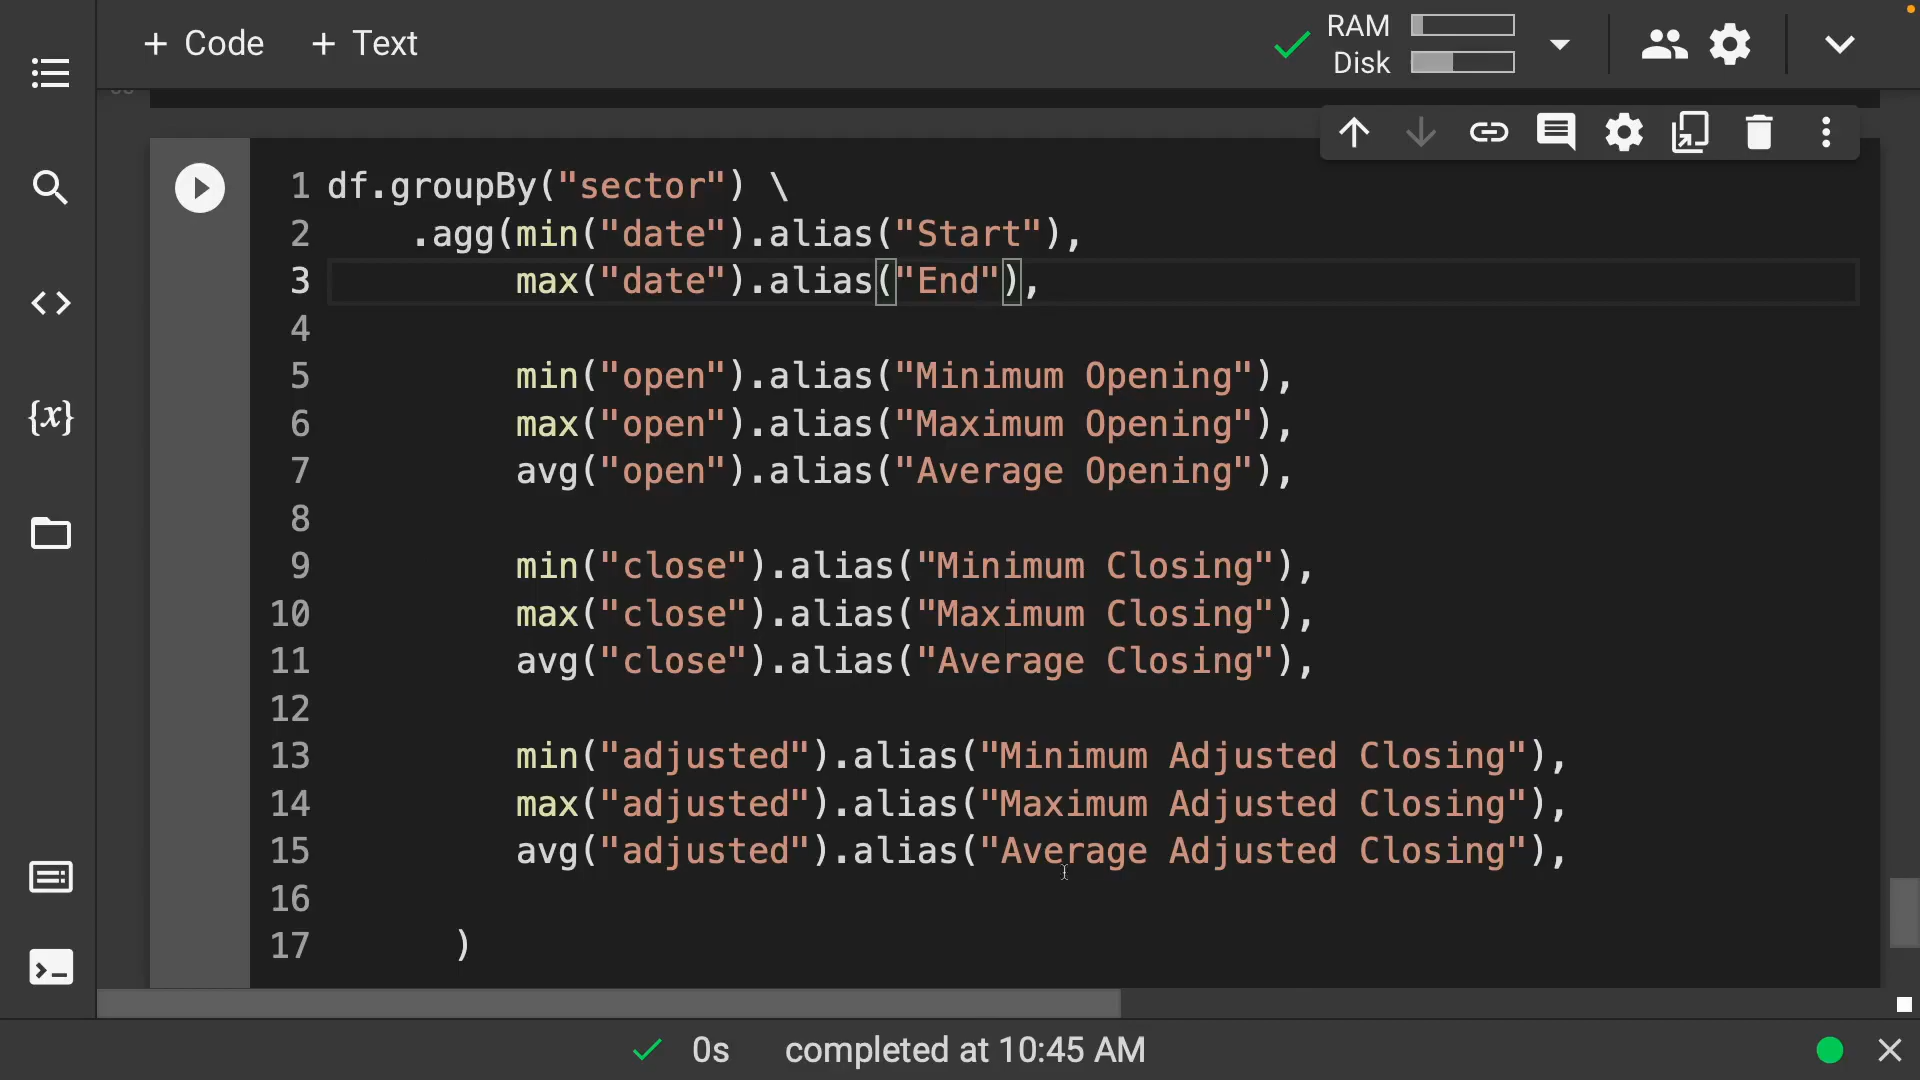 + Code + Text
RAM
Disk
{x}
1 df.groupBy("sector") \
2 .agg(min("date").alias("Start"),
3 max("date").alias("End"),
4
5 min("open").alias("Minimum Opening"),
6 max("open").alias("Maximum Opening"),
7 avg("open").alias("Average Opening"),
8
9 min("close").alias("Minimum Closing"),
10 max("close").alias("Maximum Closing"),
11 avg("close").alias("Average Closing"),
12
13 min("adjusted").alias("Minimum Adjusted Closing"),
14 max("adjusted").alias("Maximum Adjusted Closing"),
15 avg("adjusted").alias("Average Adjusted Closing"),
16
17 )
0s completed at 10:45 AM